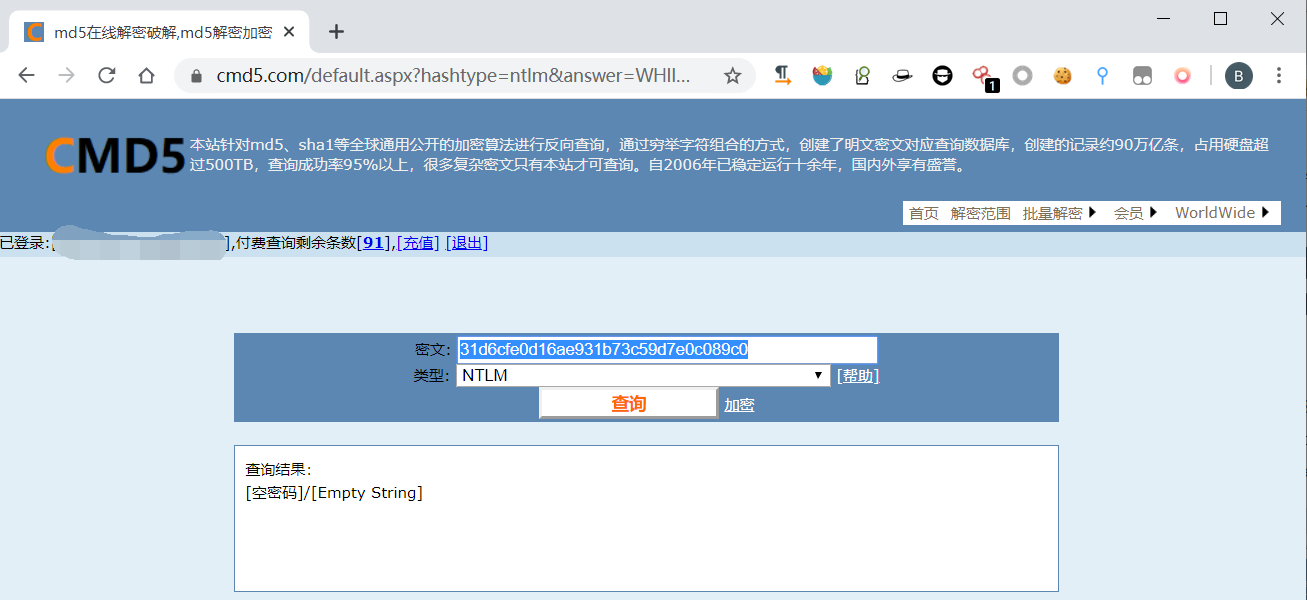 md5在线解密破解,md5解密加密
cmd5.com/default.aspx?hashtype=ntlm&answer=WHII...
1
B
CMD5
本站针对md5、sha1等全球通用公开的加密算法进行反向查询，通过穷举字符组合的方式，创建了明文密文对应查询数据库，创建的记录约90万亿条，占用硬盘超
过500TB，查询成功率95%以上，很多复杂密文只有本站才可查询。自2006年已稳定运行十余年，国内外享有盛誉。
首页 解密范围 批量解密 会员 WorldWide
已登录:[ ],付费查询剩余条数[91],[充值] [退出]
密文: 31d6cfe0d16ae931b73c59d7e0c089c0
类型: NTLM [帮助]
查询 加密
查询结果:
[空密码]/[Empty String]